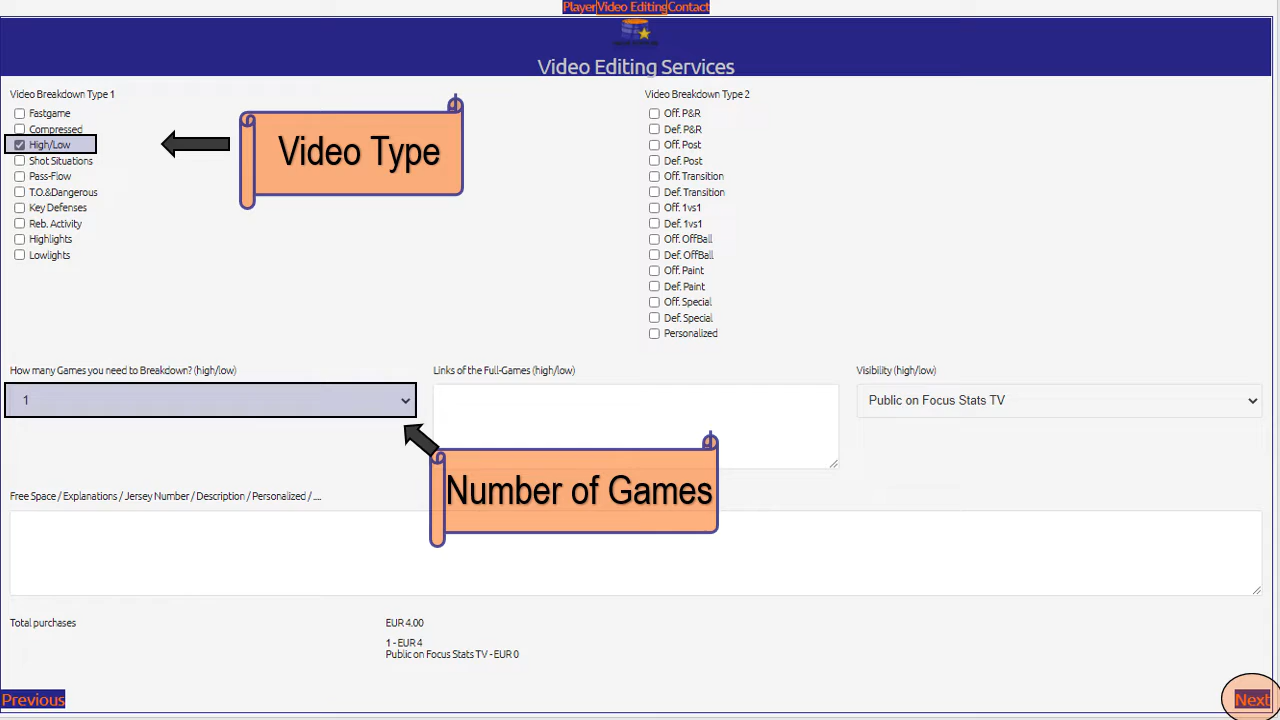 Player Video Editing Contact
Video Editing Services
Video Breakdown Type 1
Fastgame
Compressed
High/Low
Shot Situations
Pass-Flow
T.O.&Dangerous
Key Defenses
Reb. Activity
Highlights
Lowlights
Video Type
Video Breakdown Type 2
Off. P&R
Def. P&R
Off. Post
Def. Post
Off. Transition
Def. Transition
Off. 1vs1
Def. 1vs1
Off. OffBall
Def. OffBall
Off. Paint
Def. Paint
Off. Special
Def. Special
Personalized
How many Games you need to Breakdown? (high/low)
1
Links of the Full-Games (high/low)
Visibility (high/low)
Public on Focus Stats TV
Number of Games
Free Space / Explanations / Jersey Number / Description / Personalized / ....
Total purchases
EUR 4.00
1 - EUR 4
Public on Focus Stats TV - EUR 0
Previous
Next